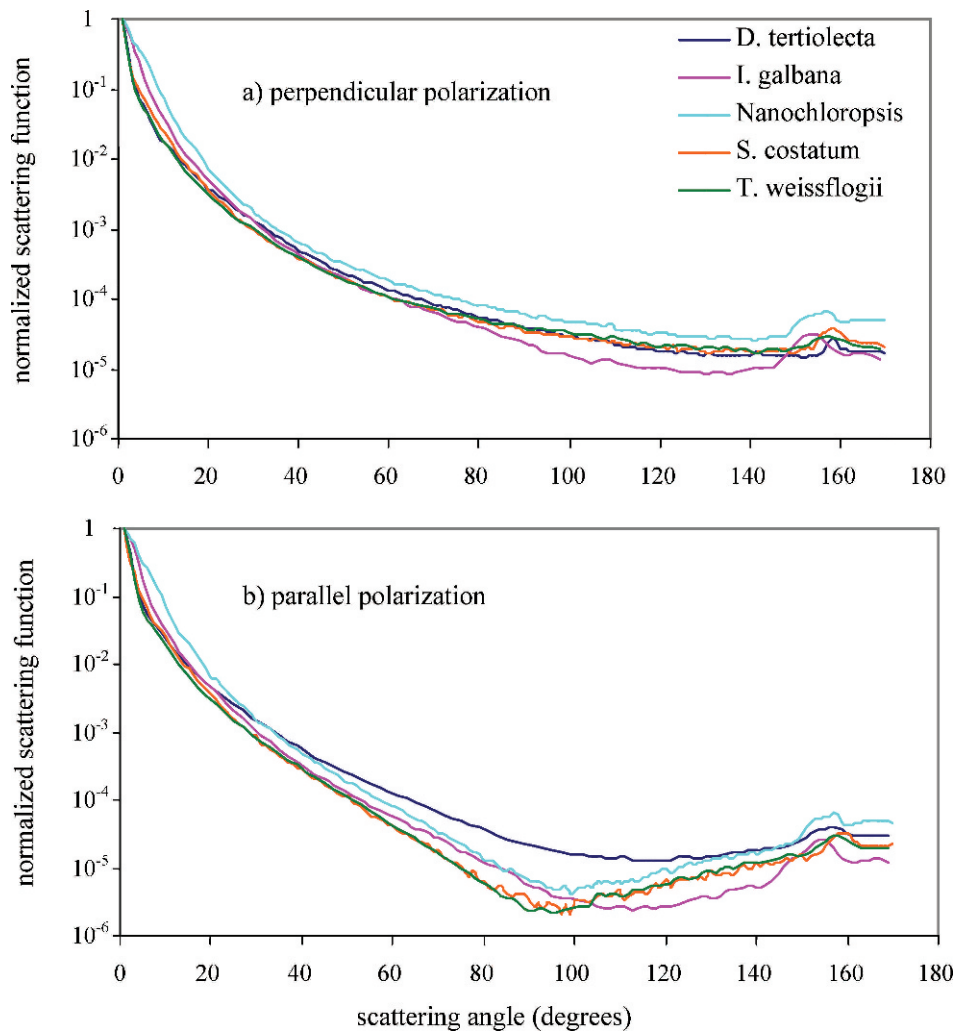 1
10-1
10-2
10-3
10-4
10-5
10-6
normalized scattering function
a) perpendicular polarization
D. tertiolecta
I. galbana
Nanochloropsis
S. costatum
T. weissflogii
0 20 40 60 80 100 120 140 160 180
1
10-1
10-2
10-3
10-4
10-5
10-6
normalized scattering function
b) parallel polarization
0 20 40 60 80 100 120 140 160 180
scattering angle (degrees)